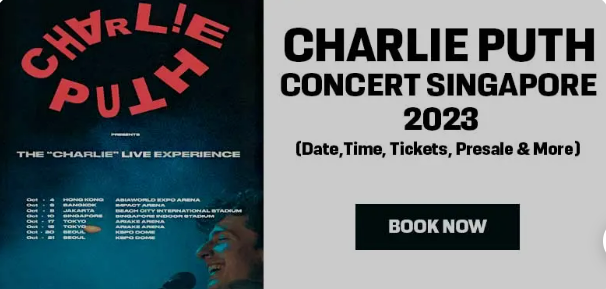 CHARLIE
PUTH
PRESENTS
THE "CHARLIE" LIVE EXPERIENCE
Oct - 4 HONG KONG ASIAWORLD EXPO ARENA
Oct - 6 BANGKOK IMPACT ARENA
Oct - 8 JAKARTA BEACH CITY INTERNATIONAL STADIUM
Oct - 10 SINGAPORE SINGAPORE INDOOR STADIUM
Oct - 17 TOKYO ARIAKE ARENA
Oct - 18 TOKYO ARIAKE ARENA
Oct - 20 SEOUL KSPO DOME
Oct - 21 SEOUL KSPO DOME
CHARLIE PUTH
CONCERT SINGAPORE
2023
(Date,Time, Tickets, Presale & More)
BOOK NOW